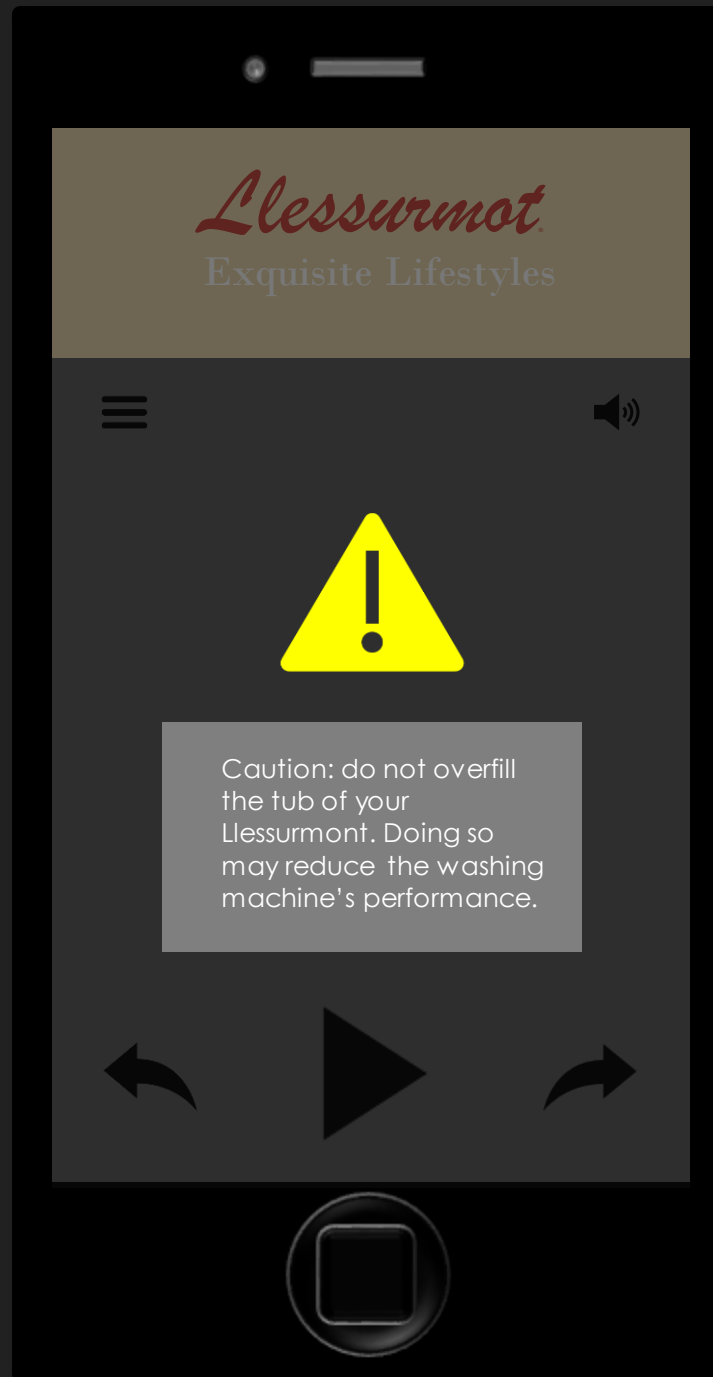 Llessurmot
Exquisite Lifestyles
Caution: do not overfill
the tub of your
Llessurmont. Doing so
may reduce the washing
machine's performance.